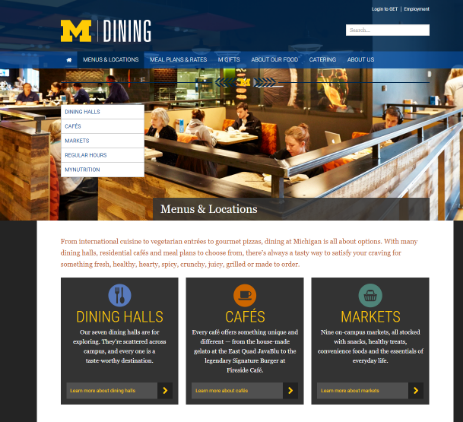 Login to GET | Employment
M | DINING
Search...
MENUS & LOCATIONS MEAL PLANS & RATES M GIFTS ABOUT OUR FOOD CATERING ABOUT US
DINING HALLS
CAFÉS
MARKETS
REGULAR HOURS
MYNUTRITION
Menus & Locations
From international cuisine to vegetarian entrées to gourmet pizzas, dining at Michigan is all about options. With many
dining halls, residential cafés and meal plans to choose from, there's always a tasty way to satisfy your craving for
something fresh, healthy, hearty, spicy, crunchy, juicy, grilled or made to order.
DINING HALLS
Our seven dining halls are for
exploring. They're scattered across
campus, and every one is a
taste-worthy destination.
Learn more about dining halls
CAFÉS
Every café offers something unique and
different — from the house-made
gelato at the East Quad JavaBlu to the
legendary Signature Burger at
Fireside Café.
Learn more about cafés
MARKETS
Nine on-campus markets, all stocked
with snacks, healthy treats,
convenience foods and the essentials of
everyday life.
Learn more about markets